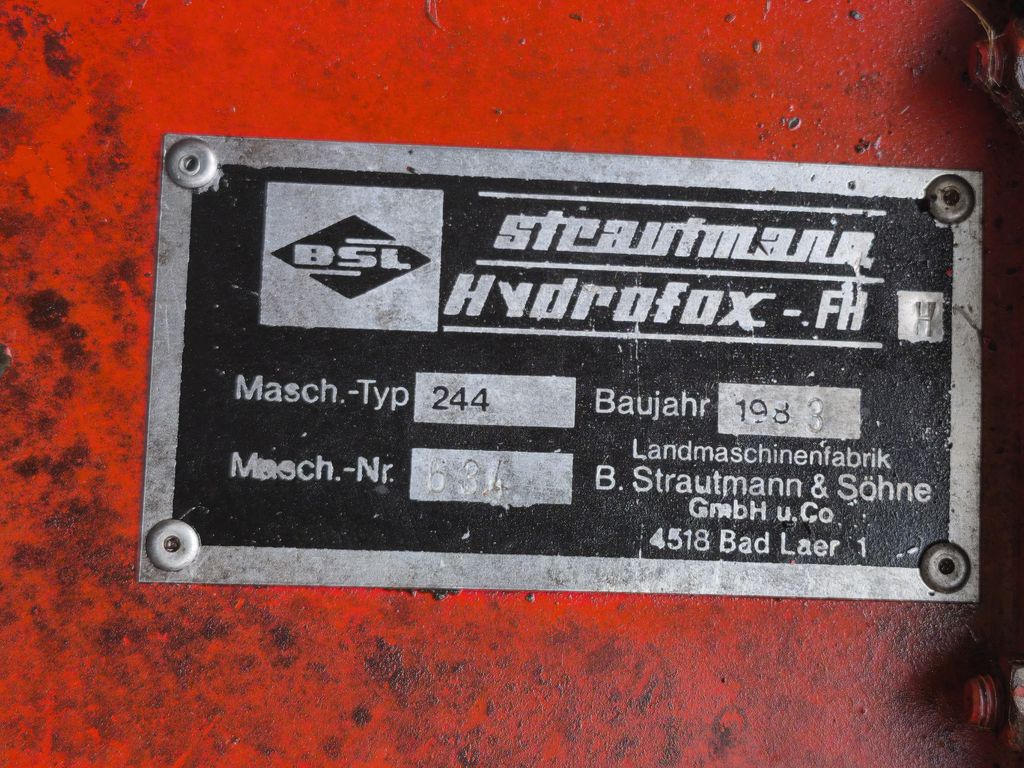 BSL
strautmann
Hydrofox - FH H
Masch.-Typ 244
Baujahr 1983
Masch.-Nr. 634
Landmaschinenfabrik
B. Strautmann & Söhne
GmbH u. Co
4518 Bad Laer 1